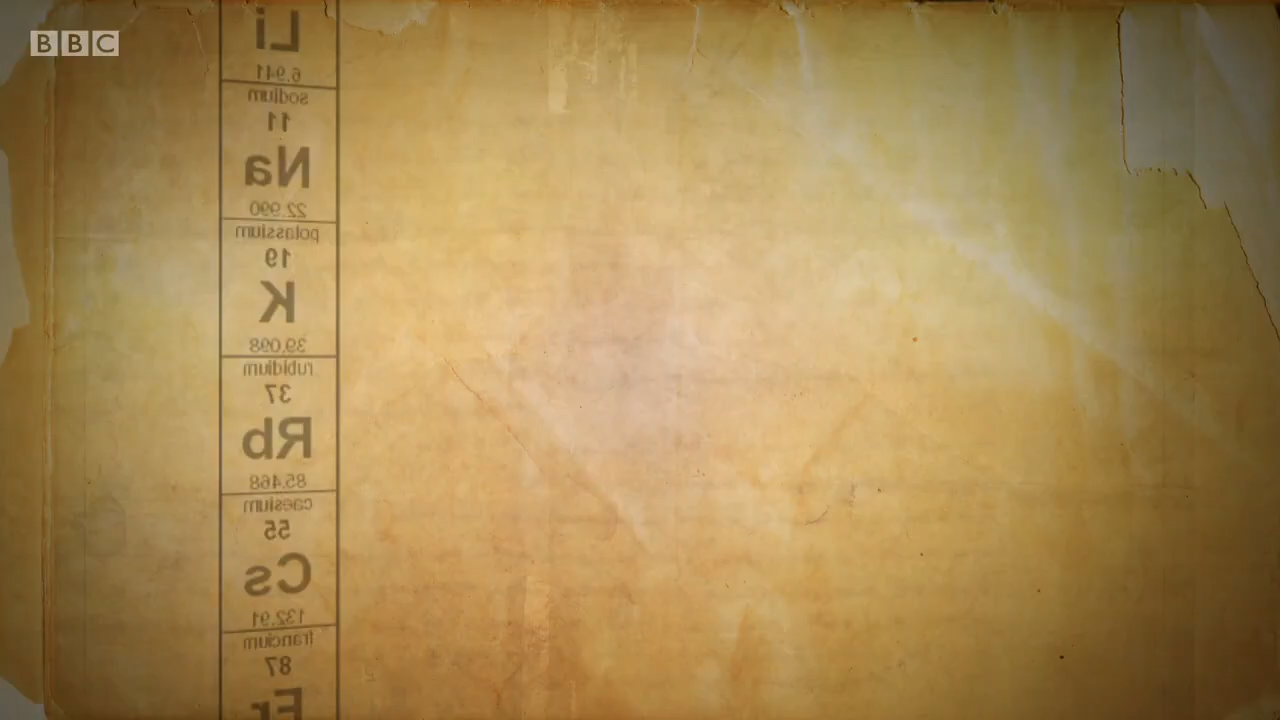 BBC
Li
6.941
sodium
11
Na
22.990
potassium
19
K
39.098
rubidium
37
Rb
85.468
caesium
55
Cs
132.91
francium
87
Fr